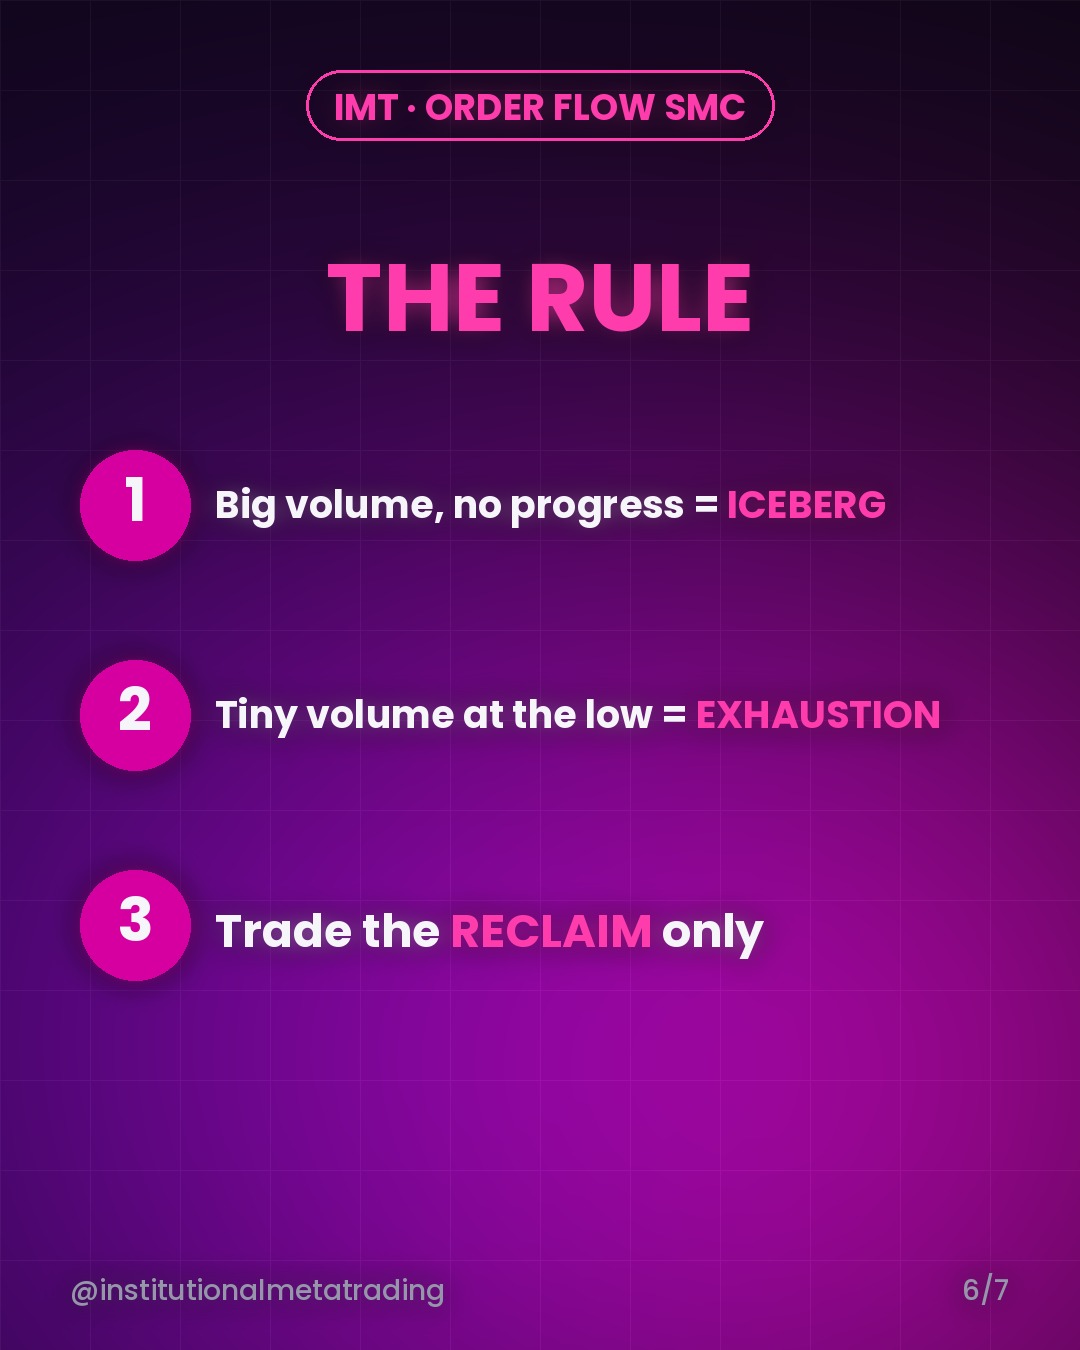 IMT · ORDER FLOW SMC
THE RULE
1
Big volume, no progress = ICEBERG
2
Tiny volume at the low = EXHAUSTION
3
Trade the RECLAIM only
@institutionalmetatrading
6/7